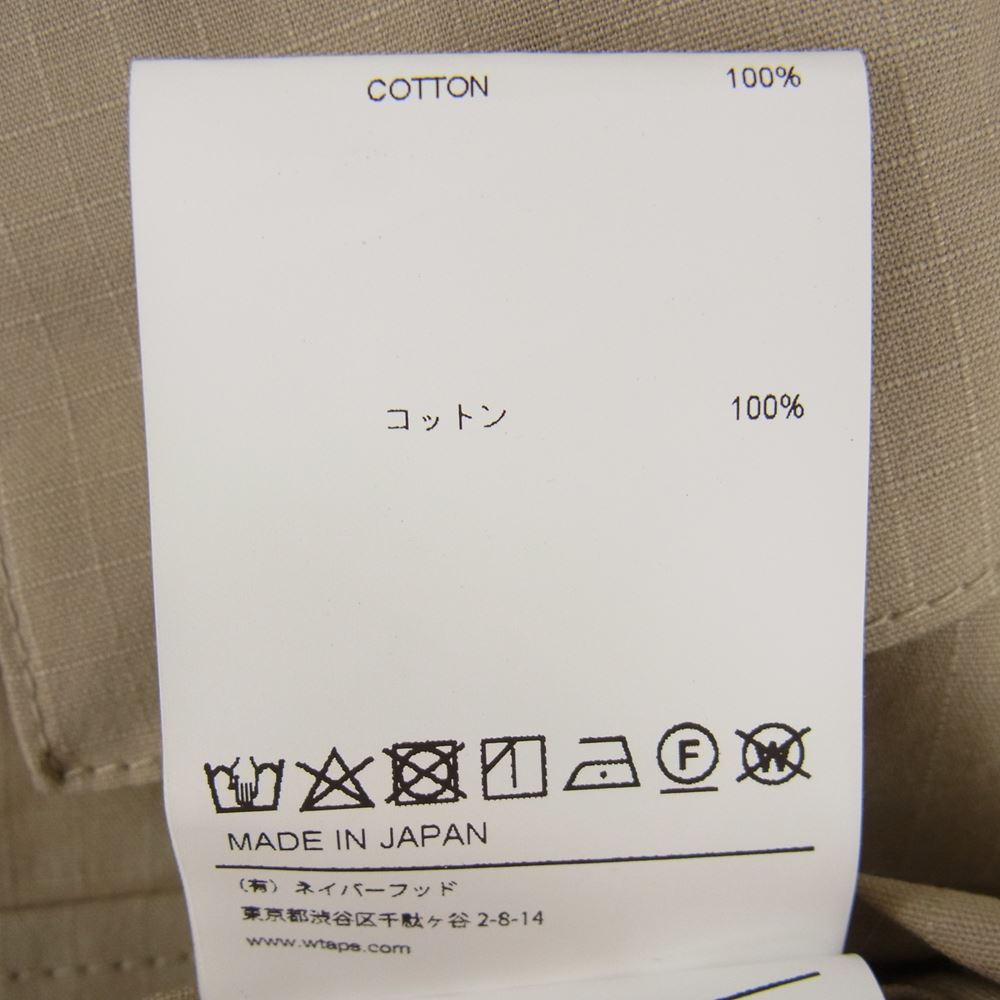 COTTON 100%
コットン 100%
F W
MADE IN JAPAN
（有）ネイバーフッド
東京都渋谷区千駄ヶ谷 2-8-14
www.wtaps.com